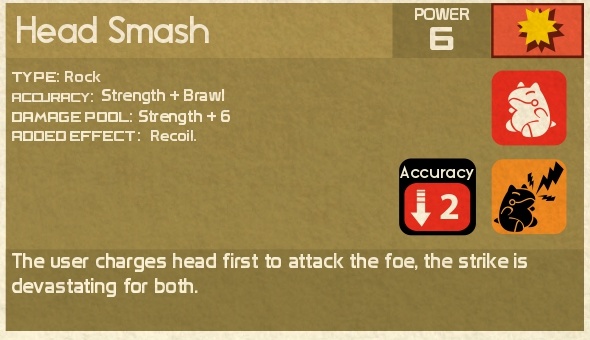 Head Smash
POWER
6
TYPE: Rock
ACCURACY: Strength + Brawl
DAMAGE POOL: Strength + 6
ADDED EFFECT: Recoil.
Accuracy
2
The user charges head first to attack the foe, the strike is
devastating for both.